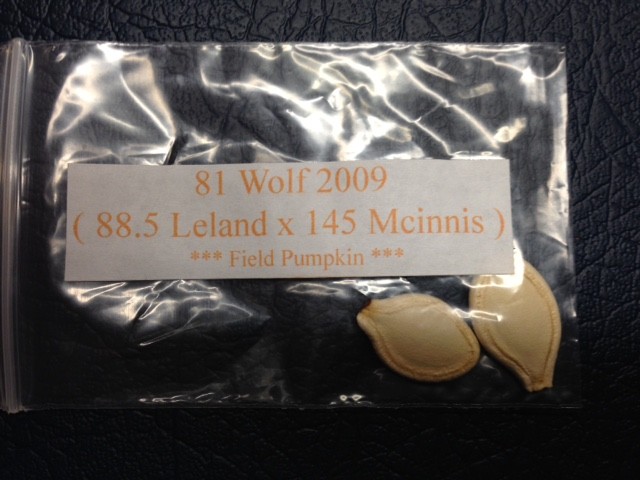 81 Wolf 2009
( 88.5 Leland x 145 Mcinnis )
*** Field Pumpkin ***